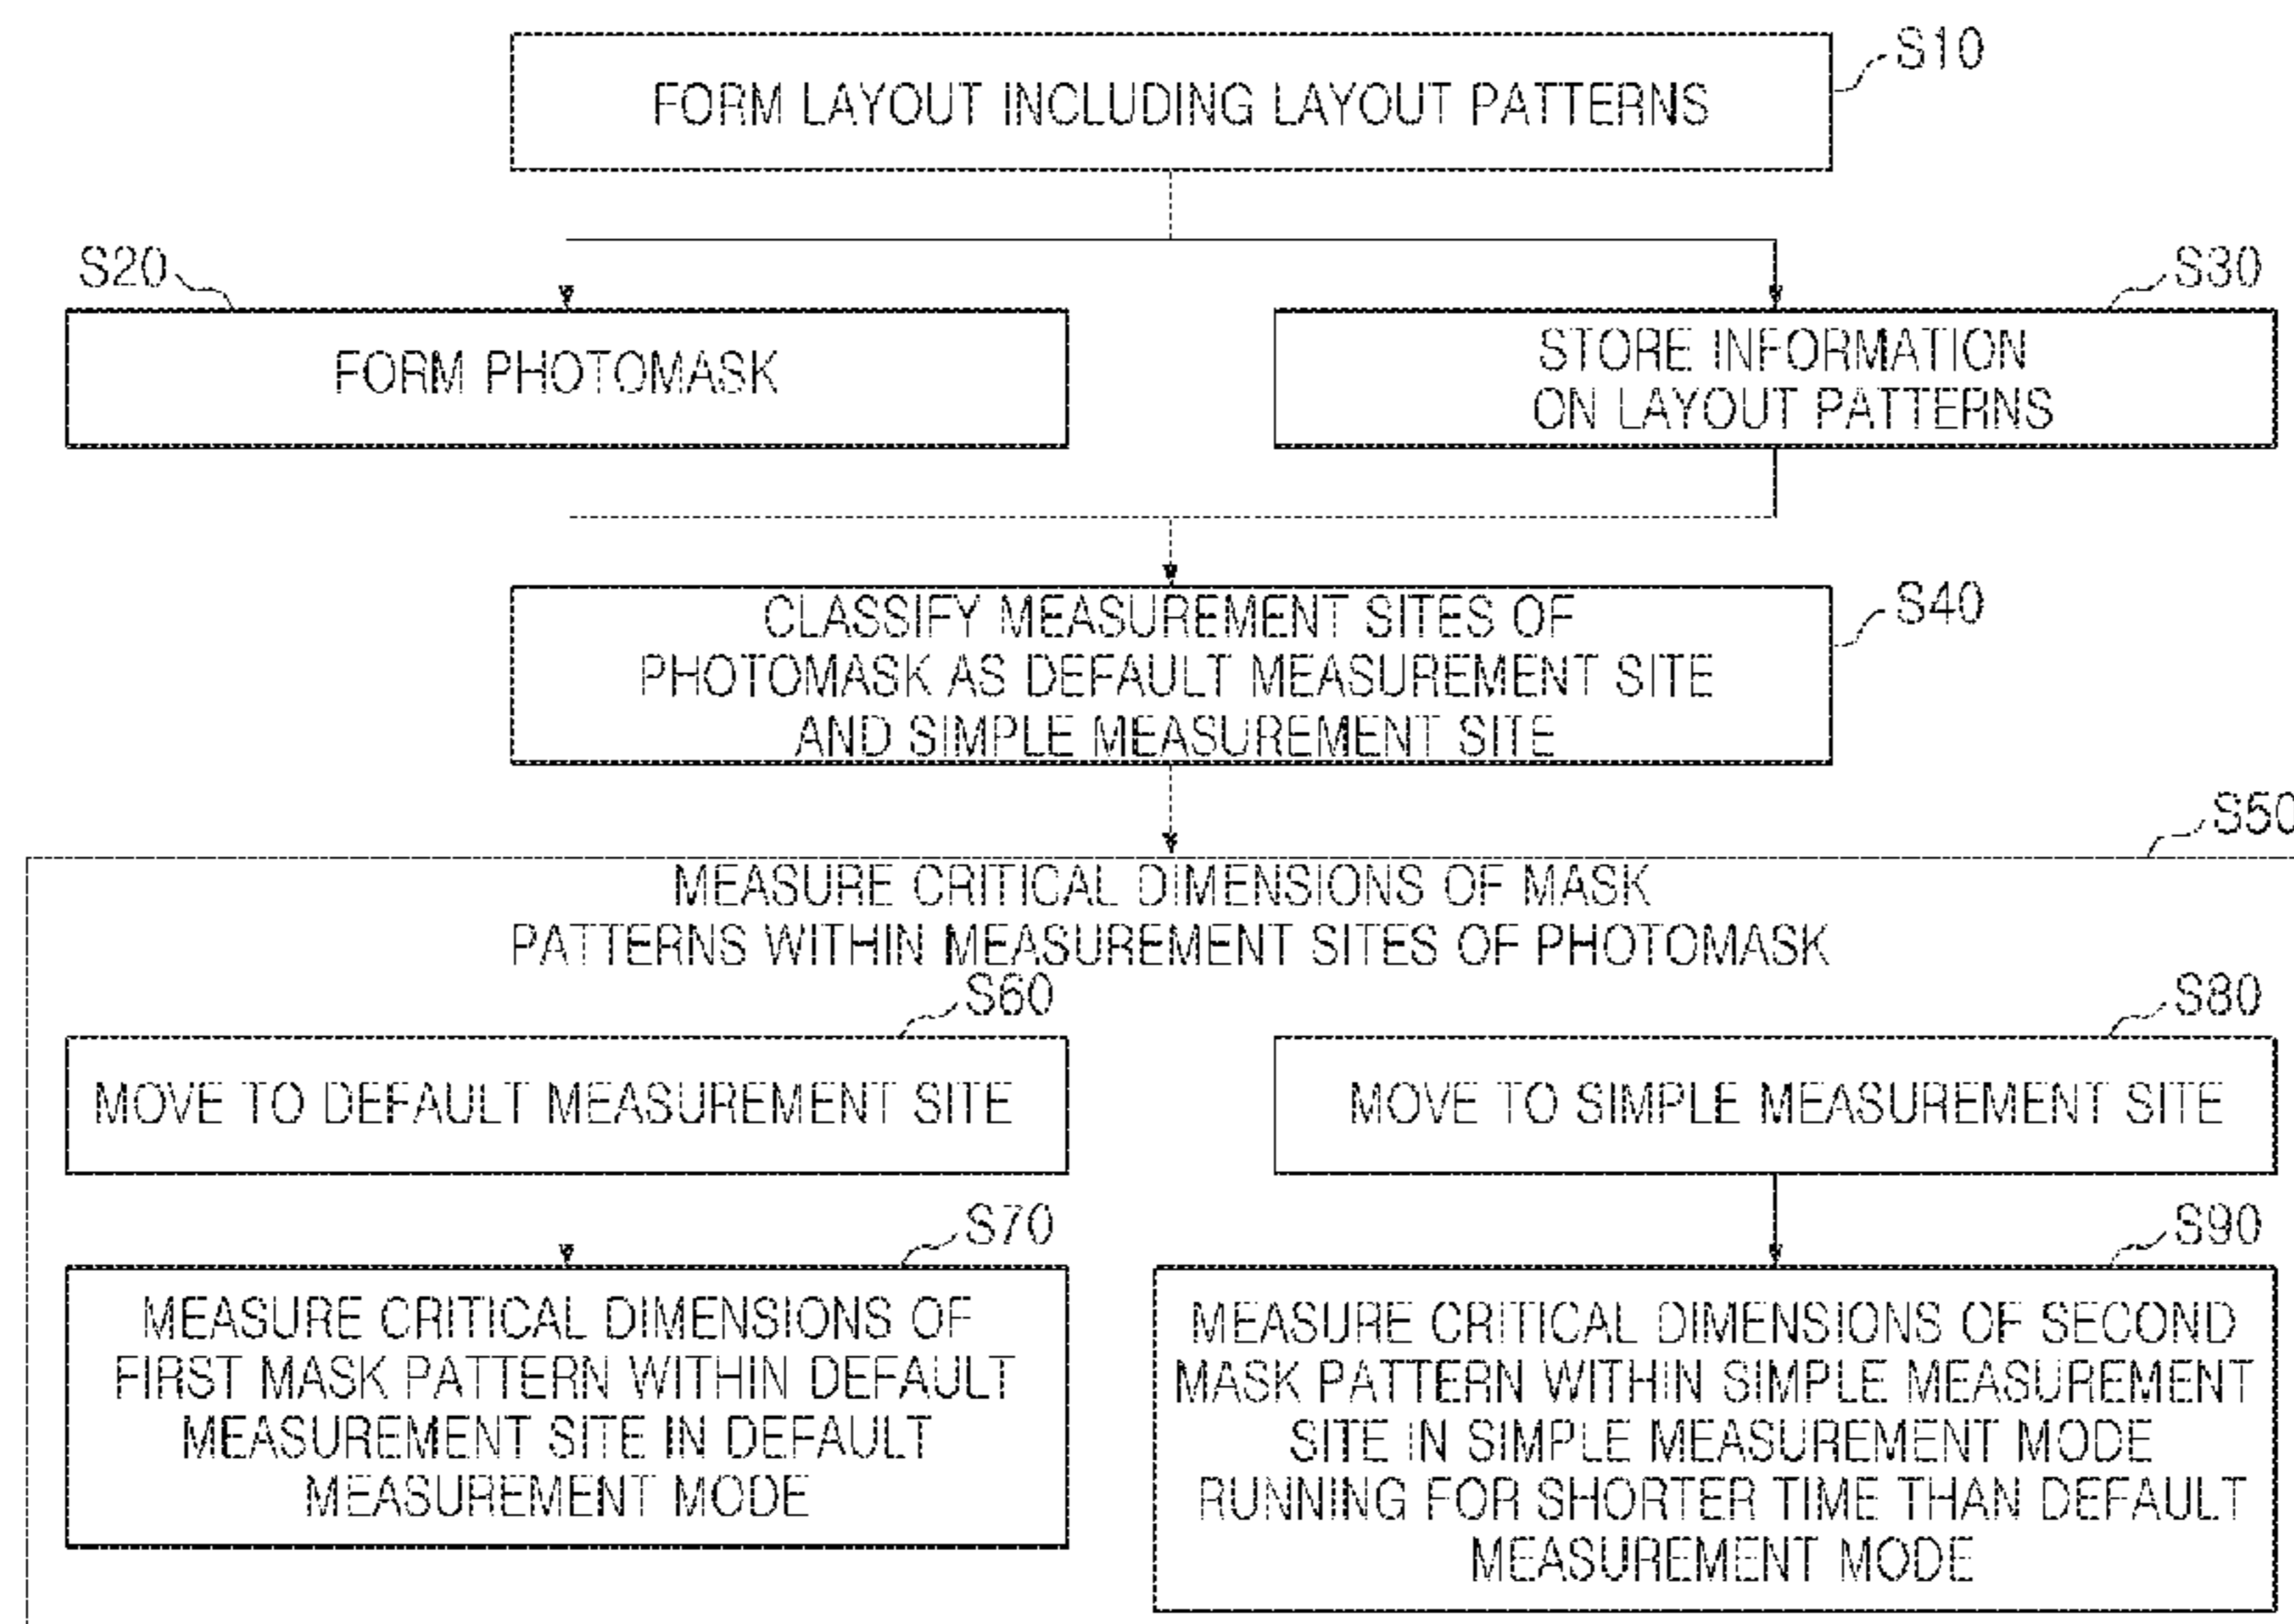 S10
FORM LAYOUT INCLUDING LAYOUT PATTERNS
S20
FORM PHOTOMASK
S30
STORE INFORMATION
ON LAYOUT PATTERNS
S40
CLASSIFY MEASUREMENT SITES OF
PHOTOMASK AS DEFAULT MEASUREMENT SITE
AND SIMPLE MEASUREMENT SITE
S50
MEASURE CRITICAL DIMENSIONS OF MASK
PATTERNS WITHIN MEASUREMENT SITES OF PHOTOMASK
S60
MOVE TO DEFAULT MEASUREMENT SITE
S80
MOVE TO SIMPLE MEASUREMENT SITE
S70
MEASURE CRITICAL DIMENSIONS OF
FIRST MASK PATTERN WITHIN DEFAULT
MEASUREMENT SITE IN DEFAULT
MEASUREMENT MODE
S90
MEASURE CRITICAL DIMENSIONS OF SECOND
MASK PATTERN WITHIN SIMPLE MEASUREMENT
SITE IN SIMPLE MEASUREMENT MODE
RUNNING FOR SHORTER TIME THAN DEFAULT
MEASUREMENT MODE